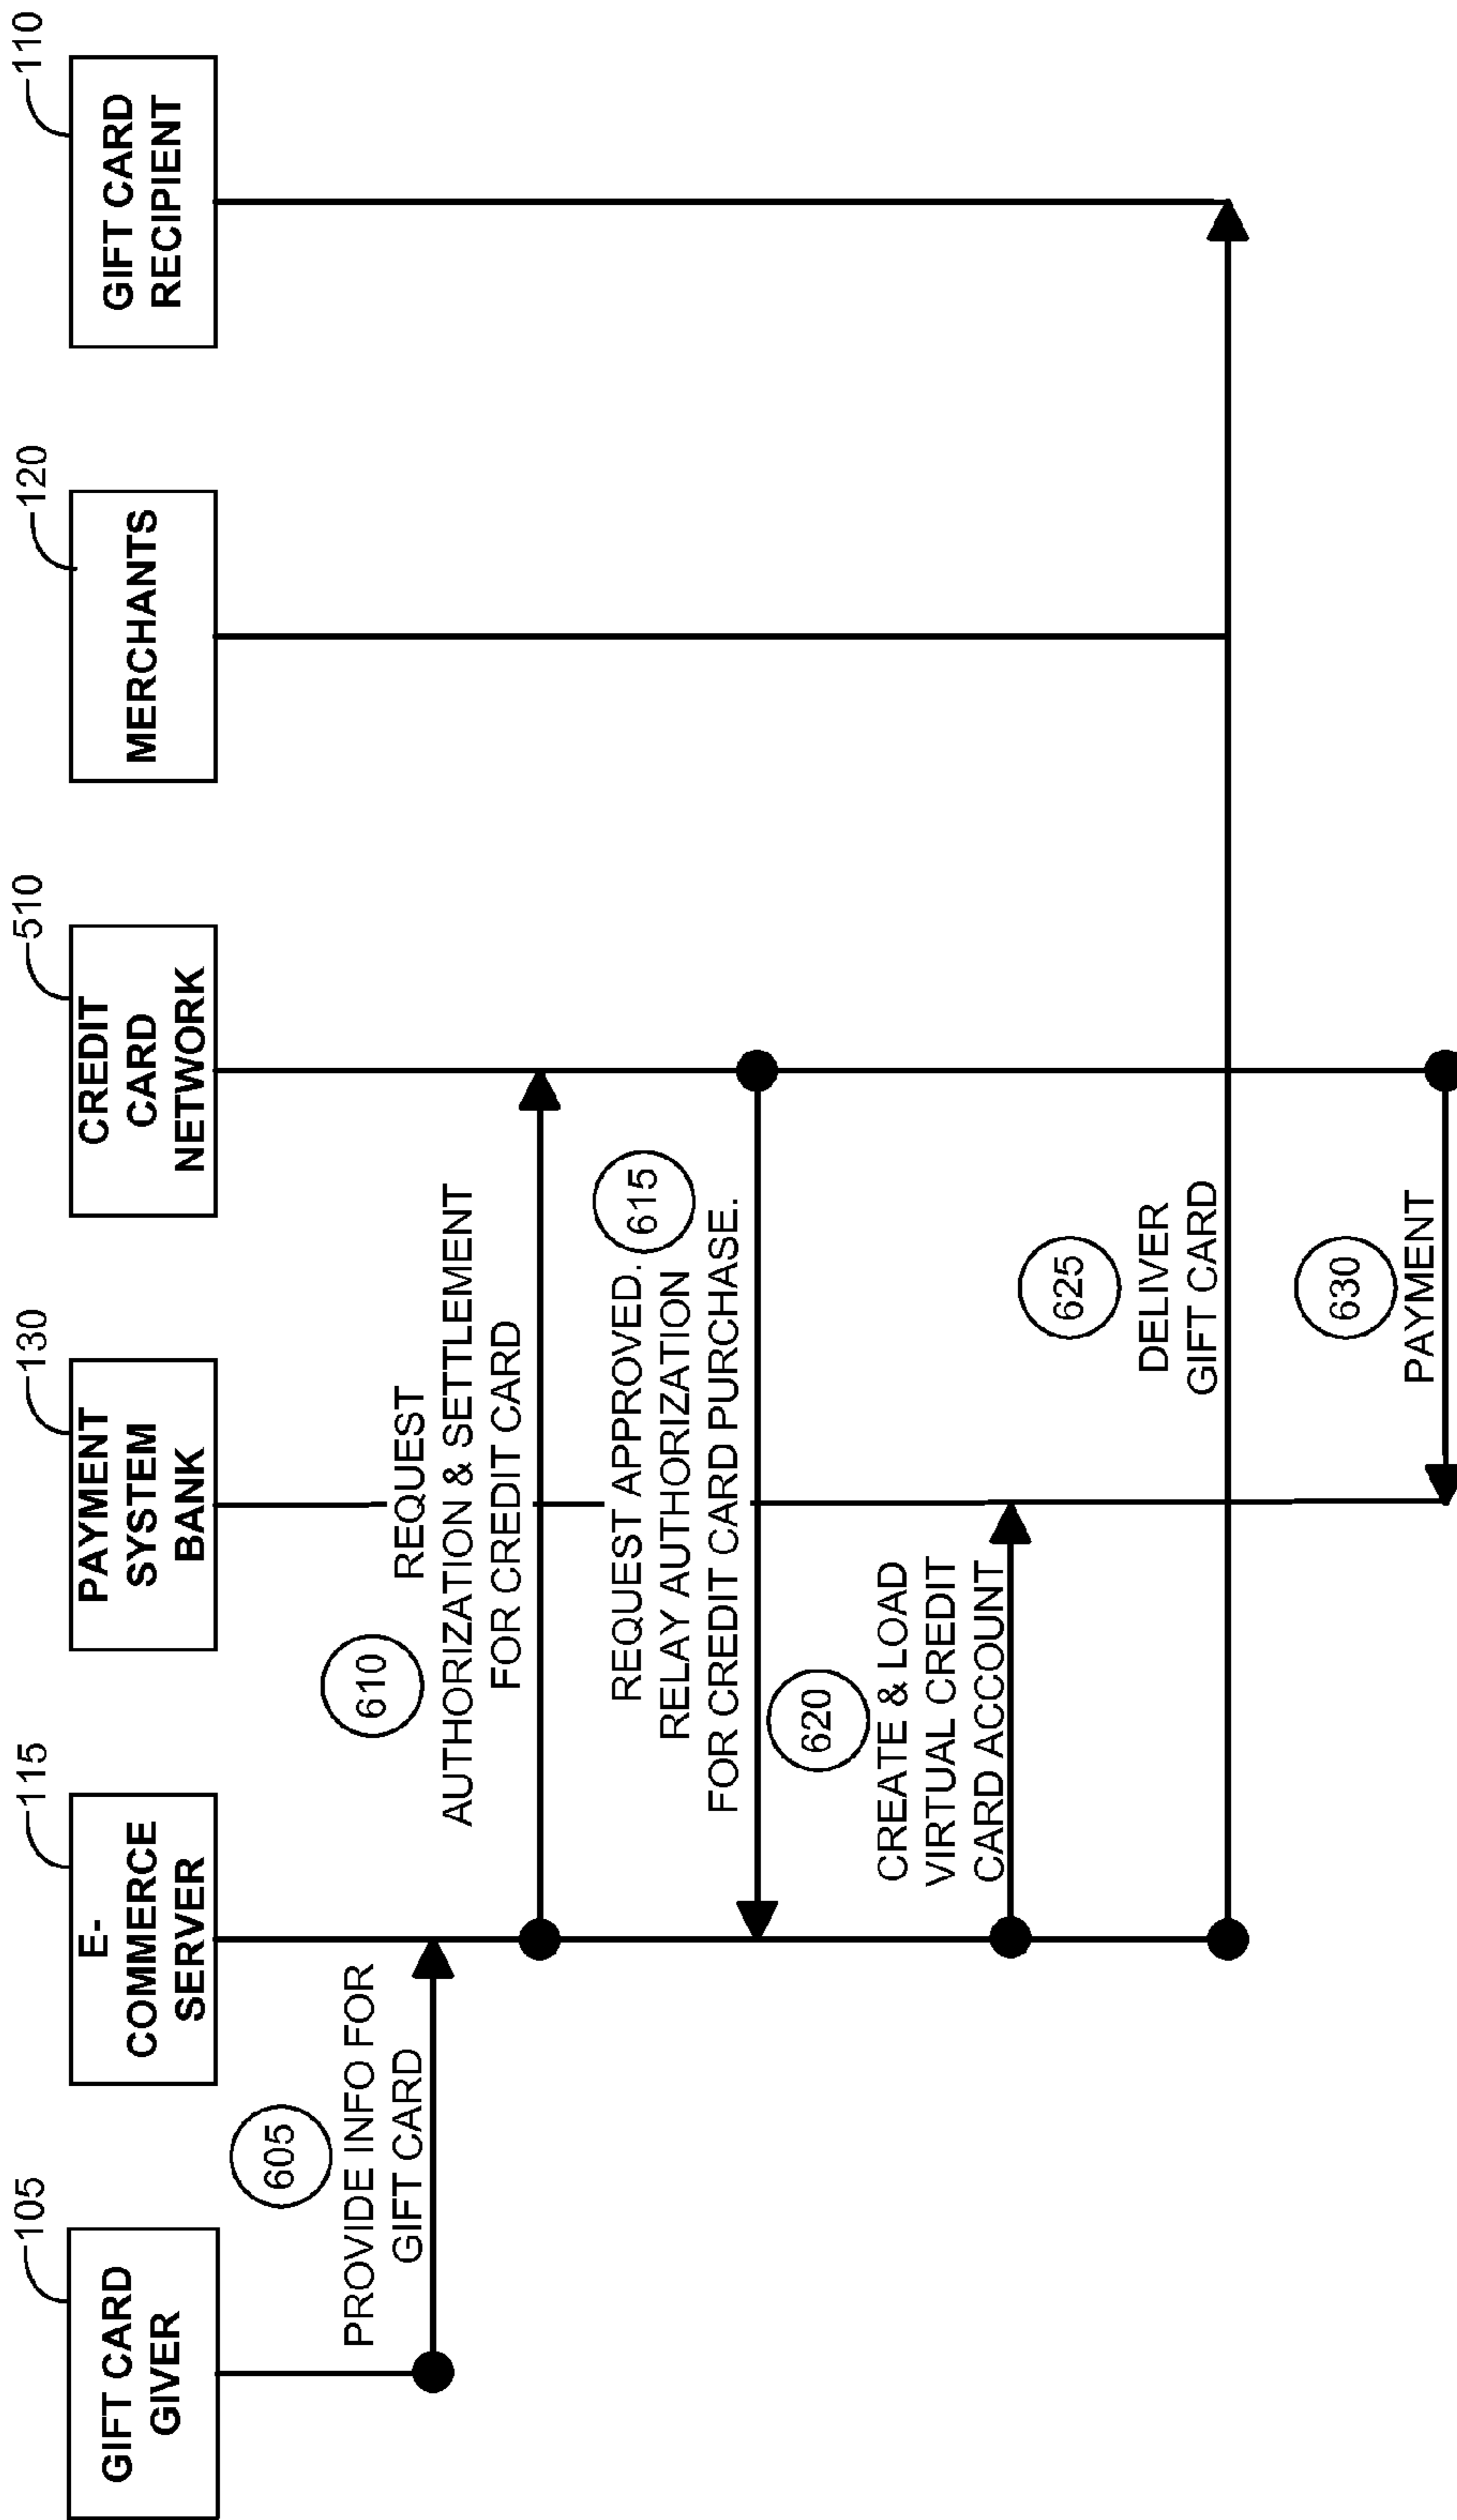 105
GIFT CARD
GIVER
115
E-
COMMERCE
SERVER
130
PAYMENT
SYSTEM
BANK
510
CREDIT
CARD
NETWORK
120
MERCHANTS
110
GIFT CARD
RECIPIENT
605
PROVIDE INFO FOR
GIFT CARD
610
REQUEST
AUTHORIZATION & SETTLEMENT
FOR CREDIT CARD
615
REQUEST APPROVED.
RELAY AUTHORIZATION
FOR CREDIT CARD PURCHASE.
620
CREATE & LOAD
VIRTUAL CREDIT
CARD ACCOUNT
625
DELIVER
GIFT CARD
630
PAYMENT